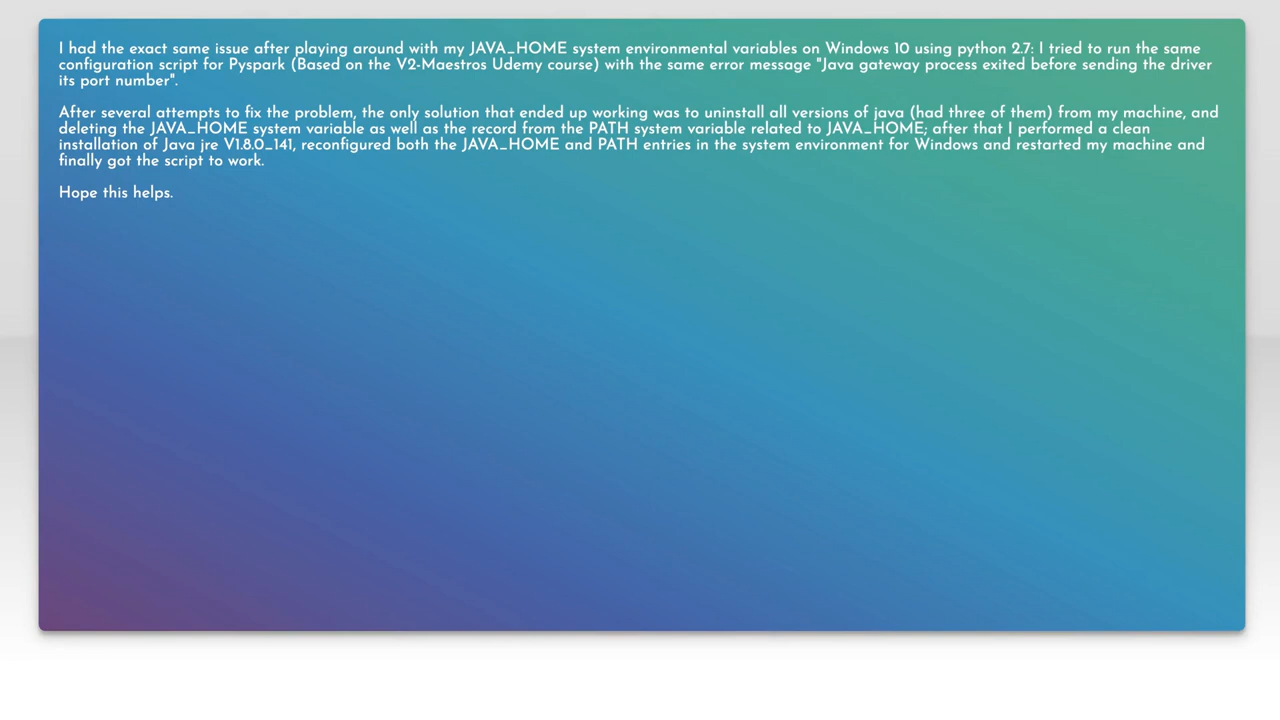 I had the exact same issue after playing around with my JAVA_HOME system environmental variables on Windows 10 using python 2.7: I tried to run the same
configuration script for Pyspark (Based on the V2-Maestros Udemy course) with the same error message "Java gateway process exited before sending the driver
its port number".
After several attempts to fix the problem, the only solution that ended up working was to uninstall all versions of java (had three of them) from my machine, and
deleting the JAVA_HOME system variable as well as the record from the PATH system variable related to JAVA_HOME; after that I performed a clean
installation of Java jre V1.8.0_141, reconfigured both the JAVA_HOME and PATH entries in the system environment for Windows and restarted my machine and
finally got the script to work.
Hope this helps.